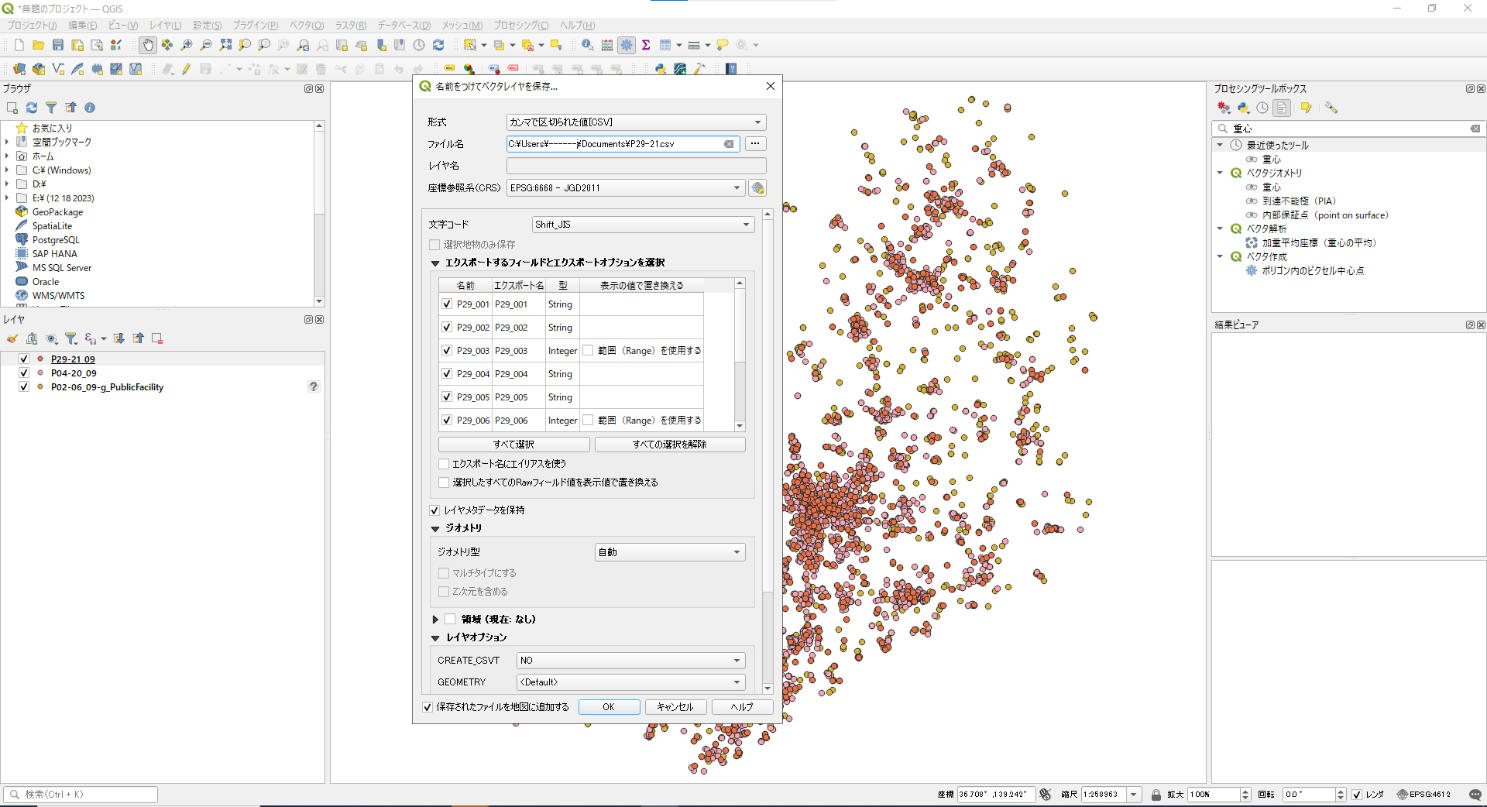 *無題のプロジェクト — QGIS
プロジェクト(J) 編集(E) ビュー(V) レイヤ(L) 設定(S) プラグイン(P) ベクタ(O) ラスタ(R) データベース(D) メッシュ(M) プロセシング(C) ヘルプ(H)
ブラウザ
お気に入り
空間ブックマーク
ホーム
C:¥ (Windows)
D:¥
E:¥ (12 18 2023)
GeoPackage
SpatiaLite
PostgreSQL
SAP HANA
MS SQL Server
Oracle
WMS/WMTS
レイヤ
P29-21_09
P04-20_09
P02-06_09-g_PublicFacility
?
名前をつけてベクタレイヤを保存...
形式 カンマで区切られた値[CSV]
ファイル名 C:¥Users¥------¥Documents¥P29-21.csv
レイヤ名
座標参照系(CRS) EPSG:6668 - JGD2011
文字コード Shift_JIS
選択地物のみ保存
エクスポートするフィールドとエクスポートオプションを選択
名前 エクスポート名 型 表示の値で置き換える
P29_001 P29_001 String
P29_002 P29_002 String
P29_003 P29_003 Integer 範囲（Range）を使用する
P29_004 P29_004 String
P29_005 P29_005 String
P29_006 P29_006 Integer 範囲（Range）を使用する
すべて選択 すべての選択を解除
エクスポート名にエイリアスを使う
選択したすべてのRawフィールド値を表示値で置き換える
レイヤメタデータを保持
ジオメトリ
ジオメトリ型 自動
マルチタイプにする
Z次元を含める
領域 (現在: なし)
レイヤオプション
CREATE_CSVT NO
GEOMETRY <Default>
保存されたファイルを地図に追加する OK キャンセル ヘルプ
プロセシングツールボックス
重心
最近使ったツール
重心
ベクタジオメトリ
重心
到達不能極（PIA）
内部保証点（point on surface）
ベクタ解析
加重平均座標（重心の平均）
ベクタ作成
ポリゴン内のピクセル中心点
結果ビューア
検索(Ctrl + K) 座標 36.708°,139.242° 縮尺 1:258963 拡大 100% 回転 0.0° レンダ EPSG:4612